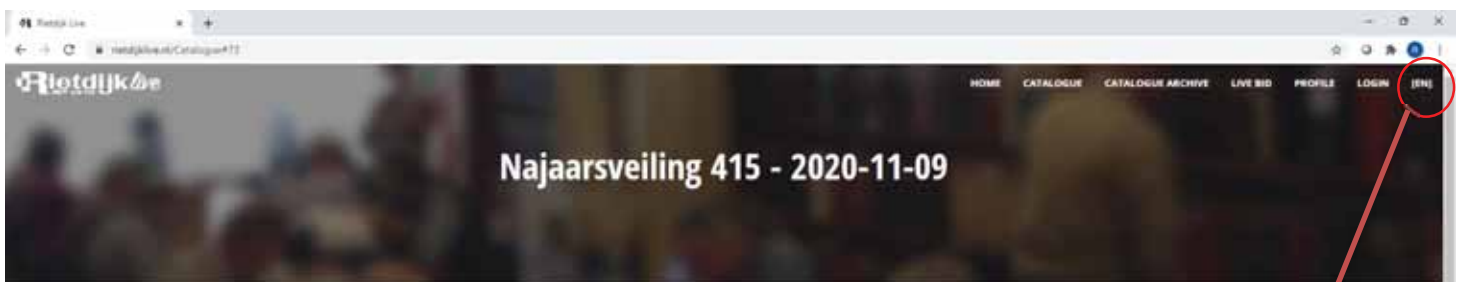 Rietdijk Live
rietdijklive.nl/Catalogue#73
Rietdijk live
HOME CATALOGUE CATALOGUE ARCHIVE LIVE BID PROFILE LOGIN [EN]
Najaarsveiling 415 - 2020-11-09